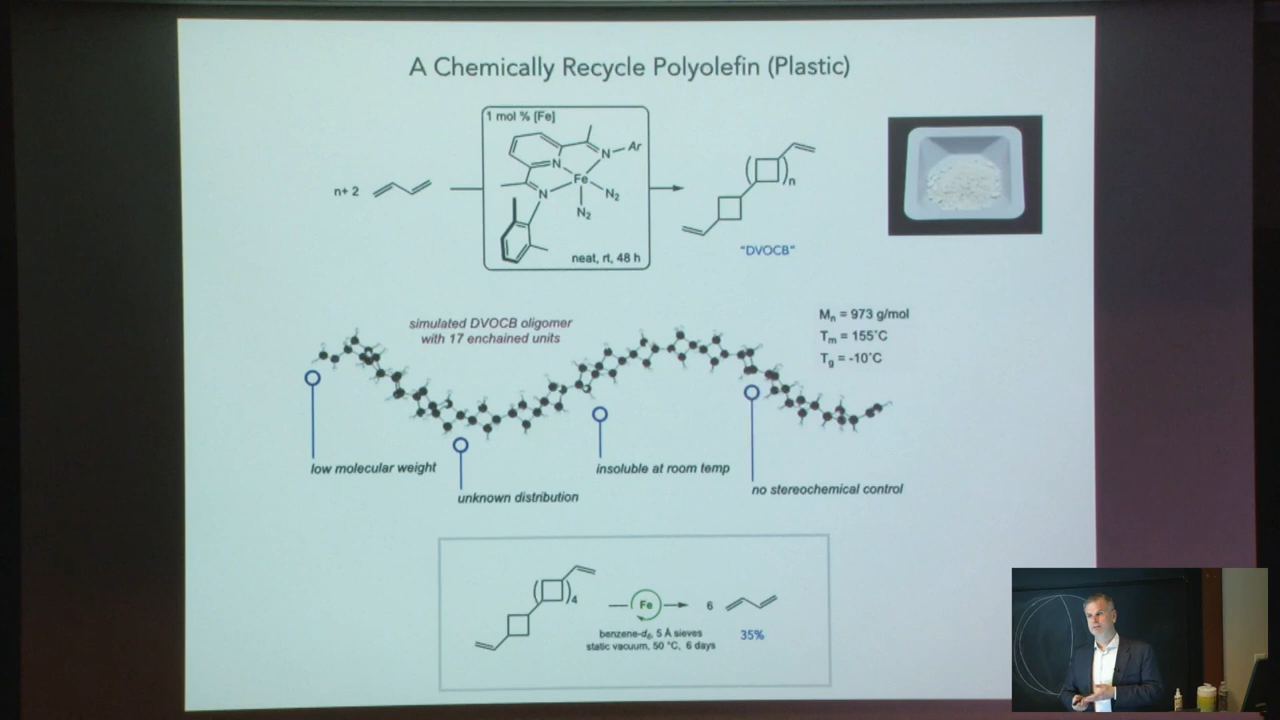 A Chemically Recycle Polyolefin (Plastic)
1 mol % [Fe]
n+ 2
N
N
Ar
Fe
N
N₂
N₂
neat, rt, 48 h
( )n
"DVOCB"
simulated DVOCB oligomer
with 17 enchained units
Mn = 973 g/mol
Tm = 155˚C
Tg = -10˚C
low molecular weight
unknown distribution
insoluble at room temp
no stereochemical control
( )4
Fe
6
benzene-d₆, 5 Å sieves
static vacuum, 50 °C, 6 days
35%